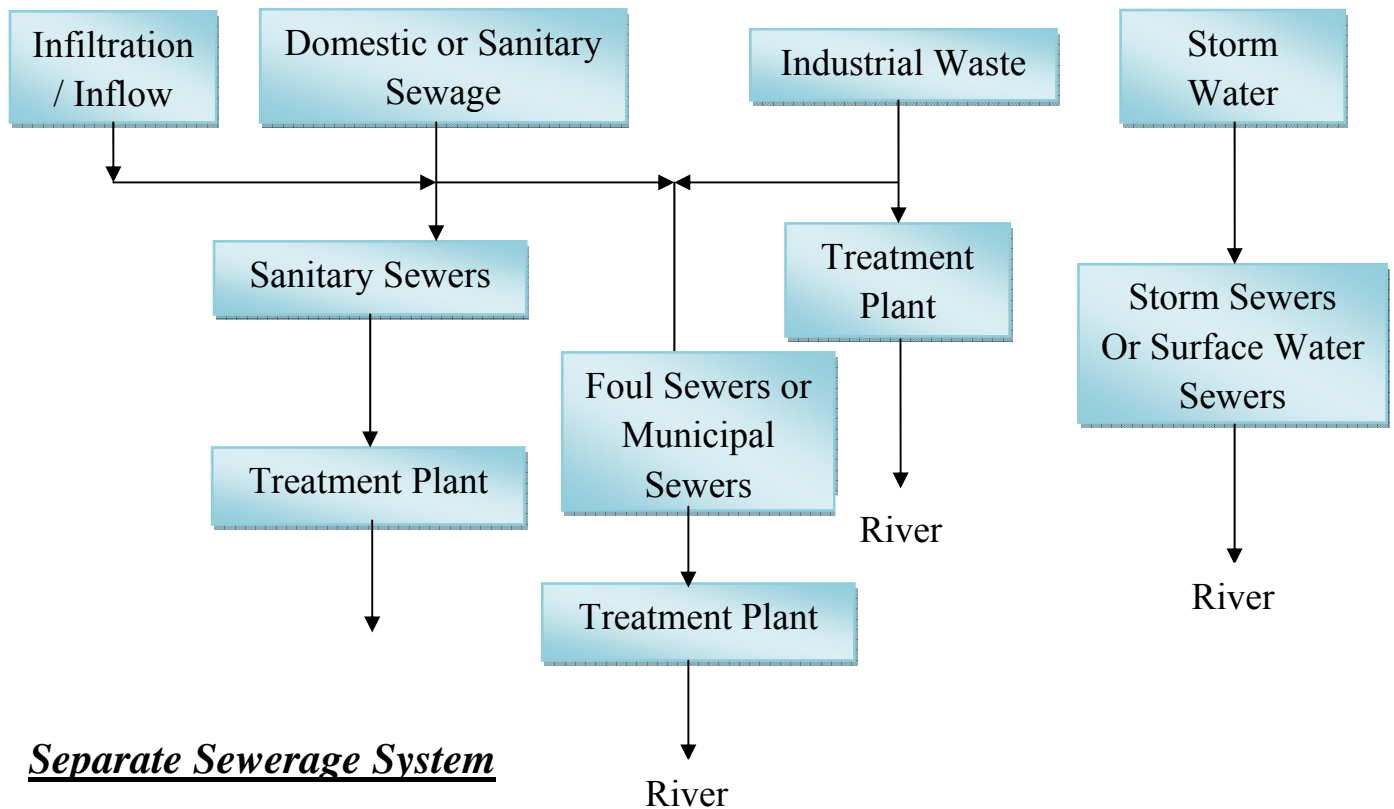 Infiltration
/ Inflow
Domestic or Sanitary
Sewage
Industrial Waste
Storm
Water
Sanitary Sewers
Treatment
Plant
Storm Sewers
Or Surface Water
Sewers
Foul Sewers or
Municipal
Sewers
Treatment Plant
River
Treatment Plant
River
Separate Sewerage System
River